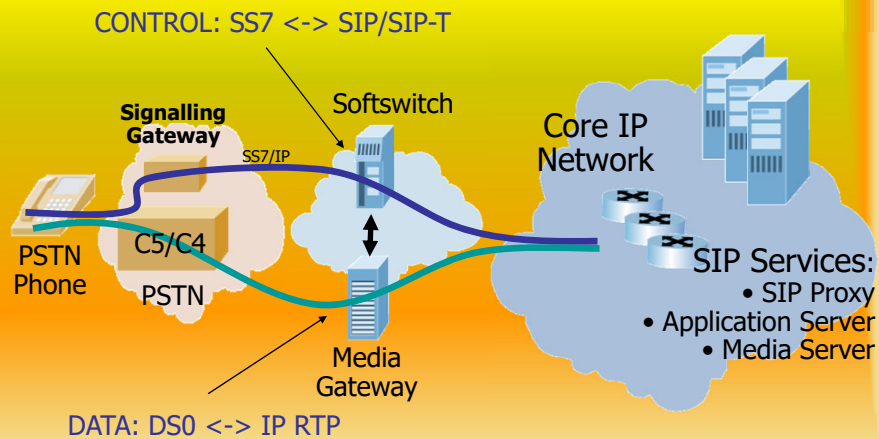 CONTROL: SS7 <-> SIP/SIP-T
Signalling
Gateway
Softswitch
SS7/IP
Core IP
Network
C5/C4
PSTN
Phone
PSTN
SIP Services:
• SIP Proxy
• Application Server
• Media Server
Media
Gateway
DATA: DS0 <-> IP RTP